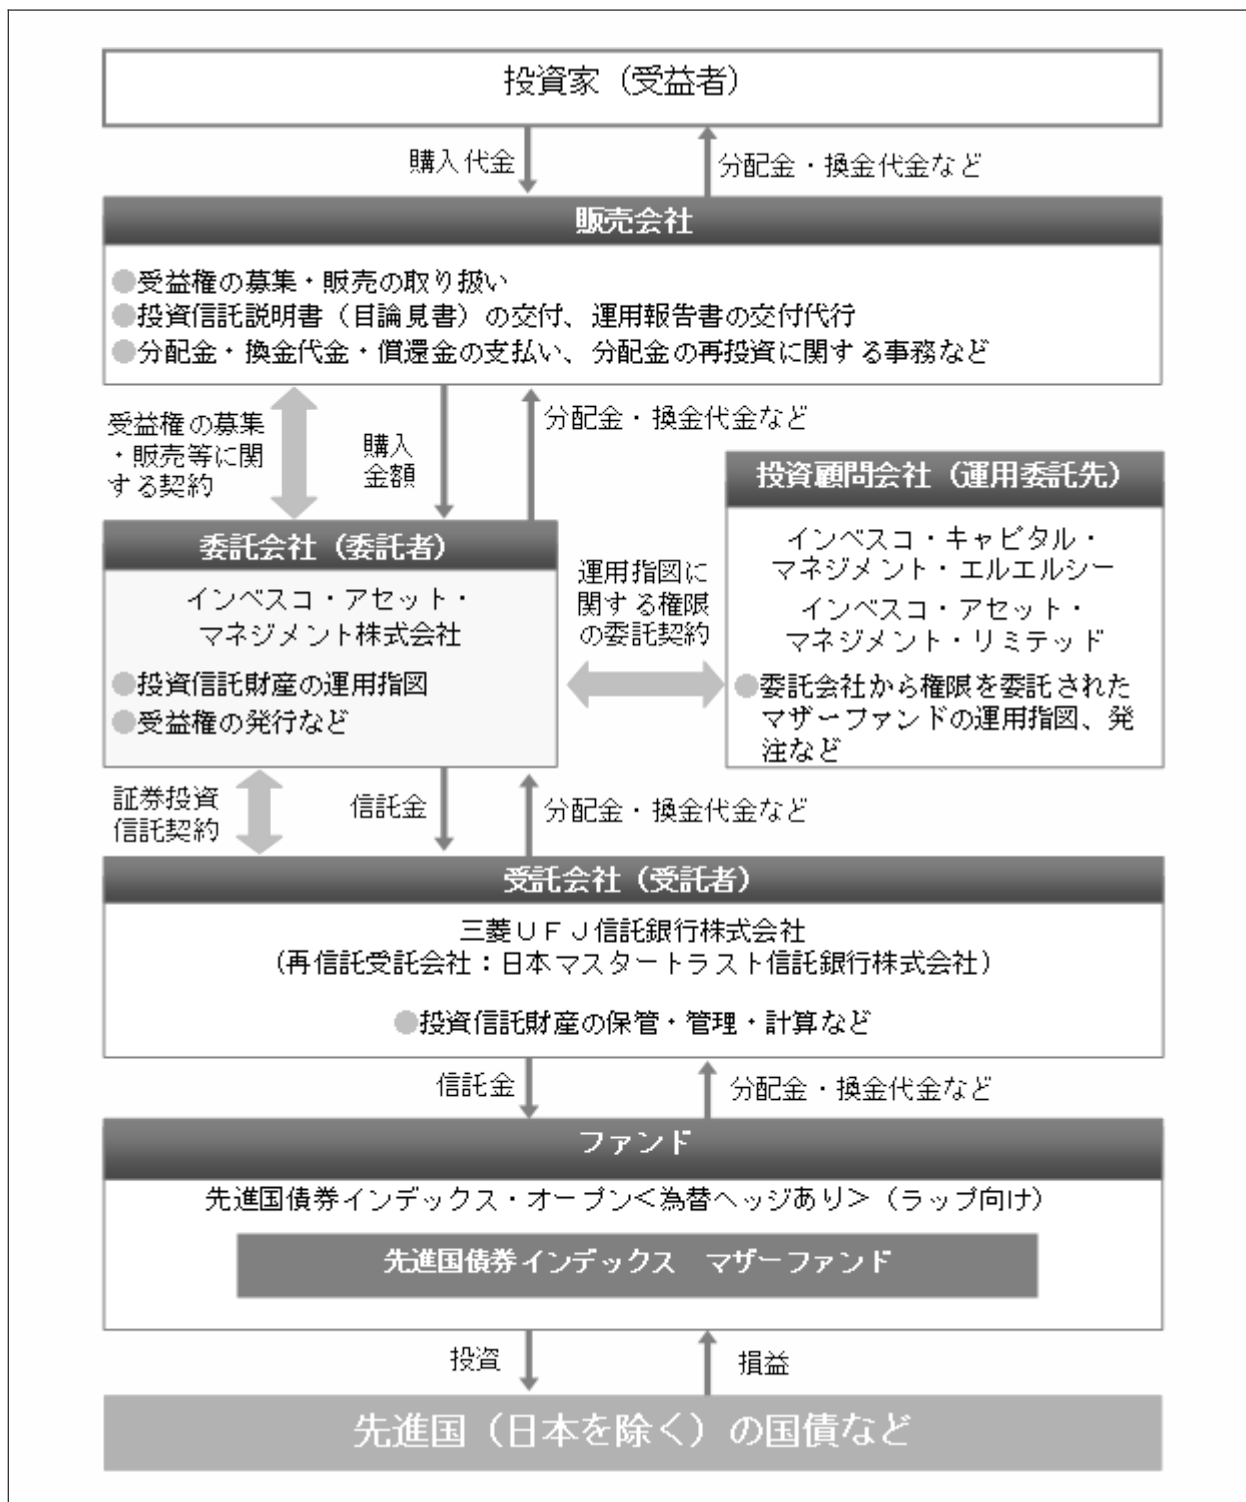 投資家（受益者）
購入代金
分配金・換金代金など
販売会社
●受益権の募集・販売の取り扱い
●投資信託説明書（目論見書）の交付、運用報告書の交付代行
●分配金・換金代金・償還金の支払い、分配金の再投資に関する事務など
受益権の募集
・販売等に関
する契約
購入
金額
分配金・換金代金など
投資顧問会社（運用委託先）
インベスコ・キャピタル・
マネジメント・エルエルシー
インベスコ・アセット・
マネジメント・リミテッド
●委託会社から権限を委託された
マザーファンドの運用指図、発
注など
委託会社（委託者）
インベスコ・アセット・
マネジメント株式会社
●投資信託財産の運用指図
●受益権の発行など
運用指図に
関する権限
の委託契約
証券投資
信託契約
信託金
分配金・換金代金など
受託会社（受託者）
三菱ＵＦＪ信託銀行株式会社
（再信託受託会社：日本マスタートラスト信託銀行株式会社）
●投資信託財産の保管・管理・計算など
信託金
分配金・換金代金など
ファンド
先進国債券インデックス・オープン＜為替ヘッジあり＞（ラップ向け）
先進国債券インデックス　マザーファンド
投資
損益
先進国（日本を除く）の国債など